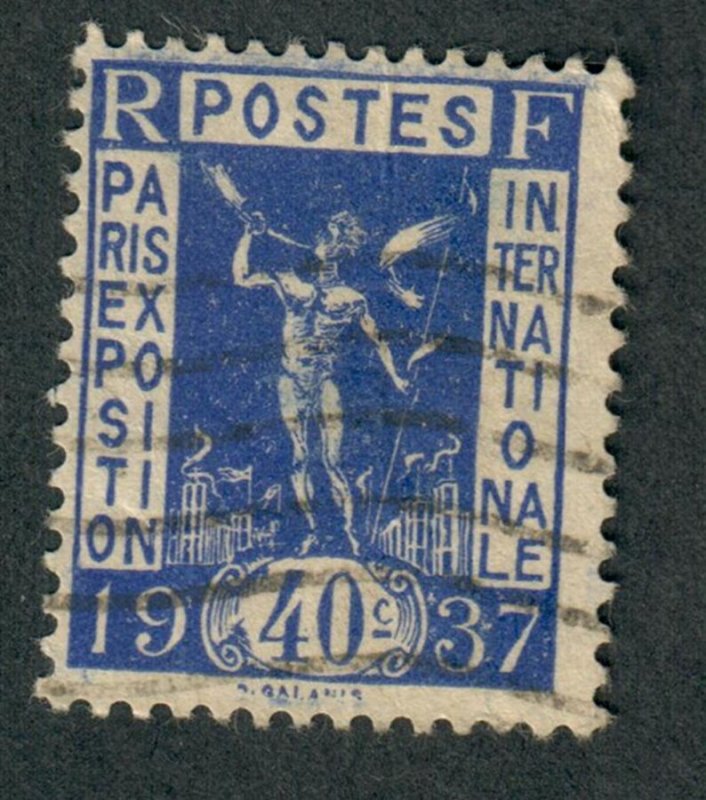 R POSTES F
PA
RIS
EX
PO
SI
TI
ON
IN
TER
NA
TI
O
NA
LE
19 40c 37
D. GALANIS